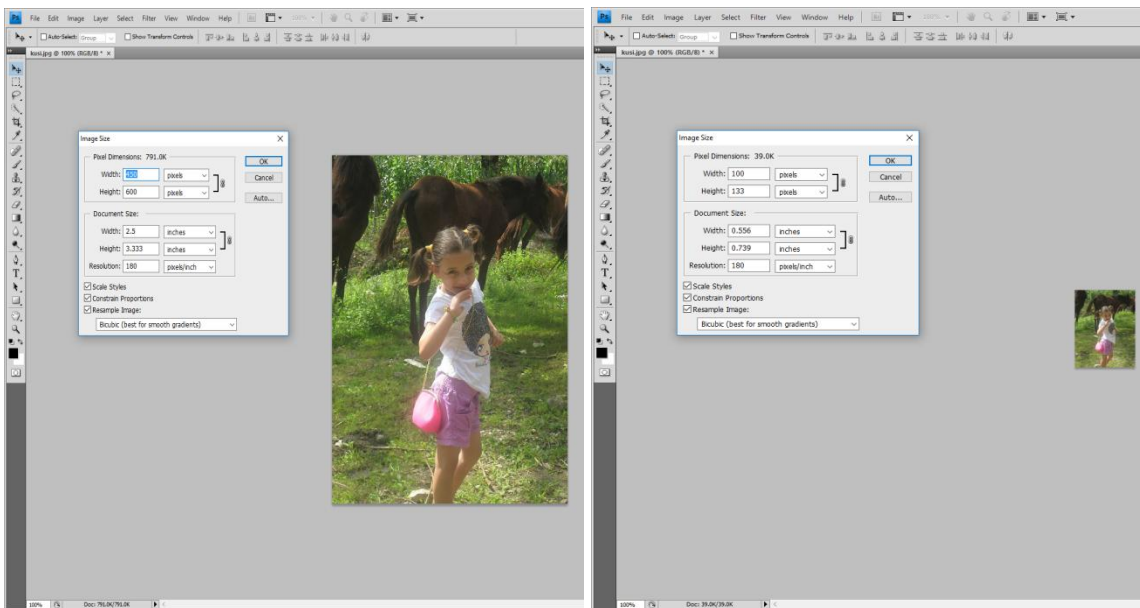 Ps File Edit Image Layer Select Filter View Window Help 100%
Auto-Select: Group Show Transform Controls
kusi.jpg @ 100% (RGB/8) * ×
Image Size
Pixel Dimensions: 791.0K
Width: 450 pixels
Height: 600 pixels
OK
Cancel
Auto...
Document Size:
Width: 2.5 inches
Height: 3.333 inches
Resolution: 180 pixels/inch
Scale Styles
Constrain Proportions
Resample Image:
Bicubic (best for smooth gradients)
100% Doc: 791.0K/791.0K
Ps File Edit Image Layer Select Filter View Window Help 100%
Auto-Select: Group Show Transform Controls
kusi.jpg @ 100% (RGB/8) * ×
Image Size
Pixel Dimensions: 39.0K
Width: 100 pixels
Height: 133 pixels
OK
Cancel
Auto...
Document Size:
Width: 0.556 inches
Height: 0.739 inches
Resolution: 180 pixels/inch
Scale Styles
Constrain Proportions
Resample Image:
Bicubic (best for smooth gradients)
100% Doc: 39.0K/39.0K